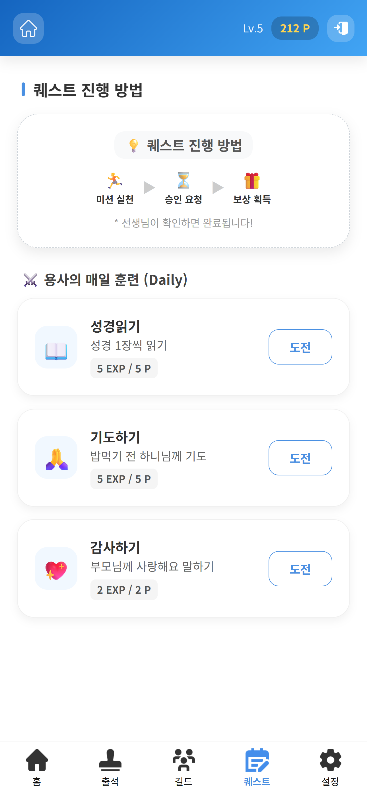 Lv.5 212 P
퀘스트 진행 방법
퀘스트 진행 방법
미션 실천 ▶ 승인 요청 ▶ 보상 획득
* 선생님이 확인하면 완료됩니다!
용사의 매일 훈련 (Daily)
성경읽기
성경 1장씩 읽기
5 EXP / 5 P
도전
기도하기
밥먹기 전 하나님께 기도
5 EXP / 5 P
도전
감사하기
부모님께 사랑해요 말하기
2 EXP / 2 P
도전
홈 출석 길드 퀘스트 설정